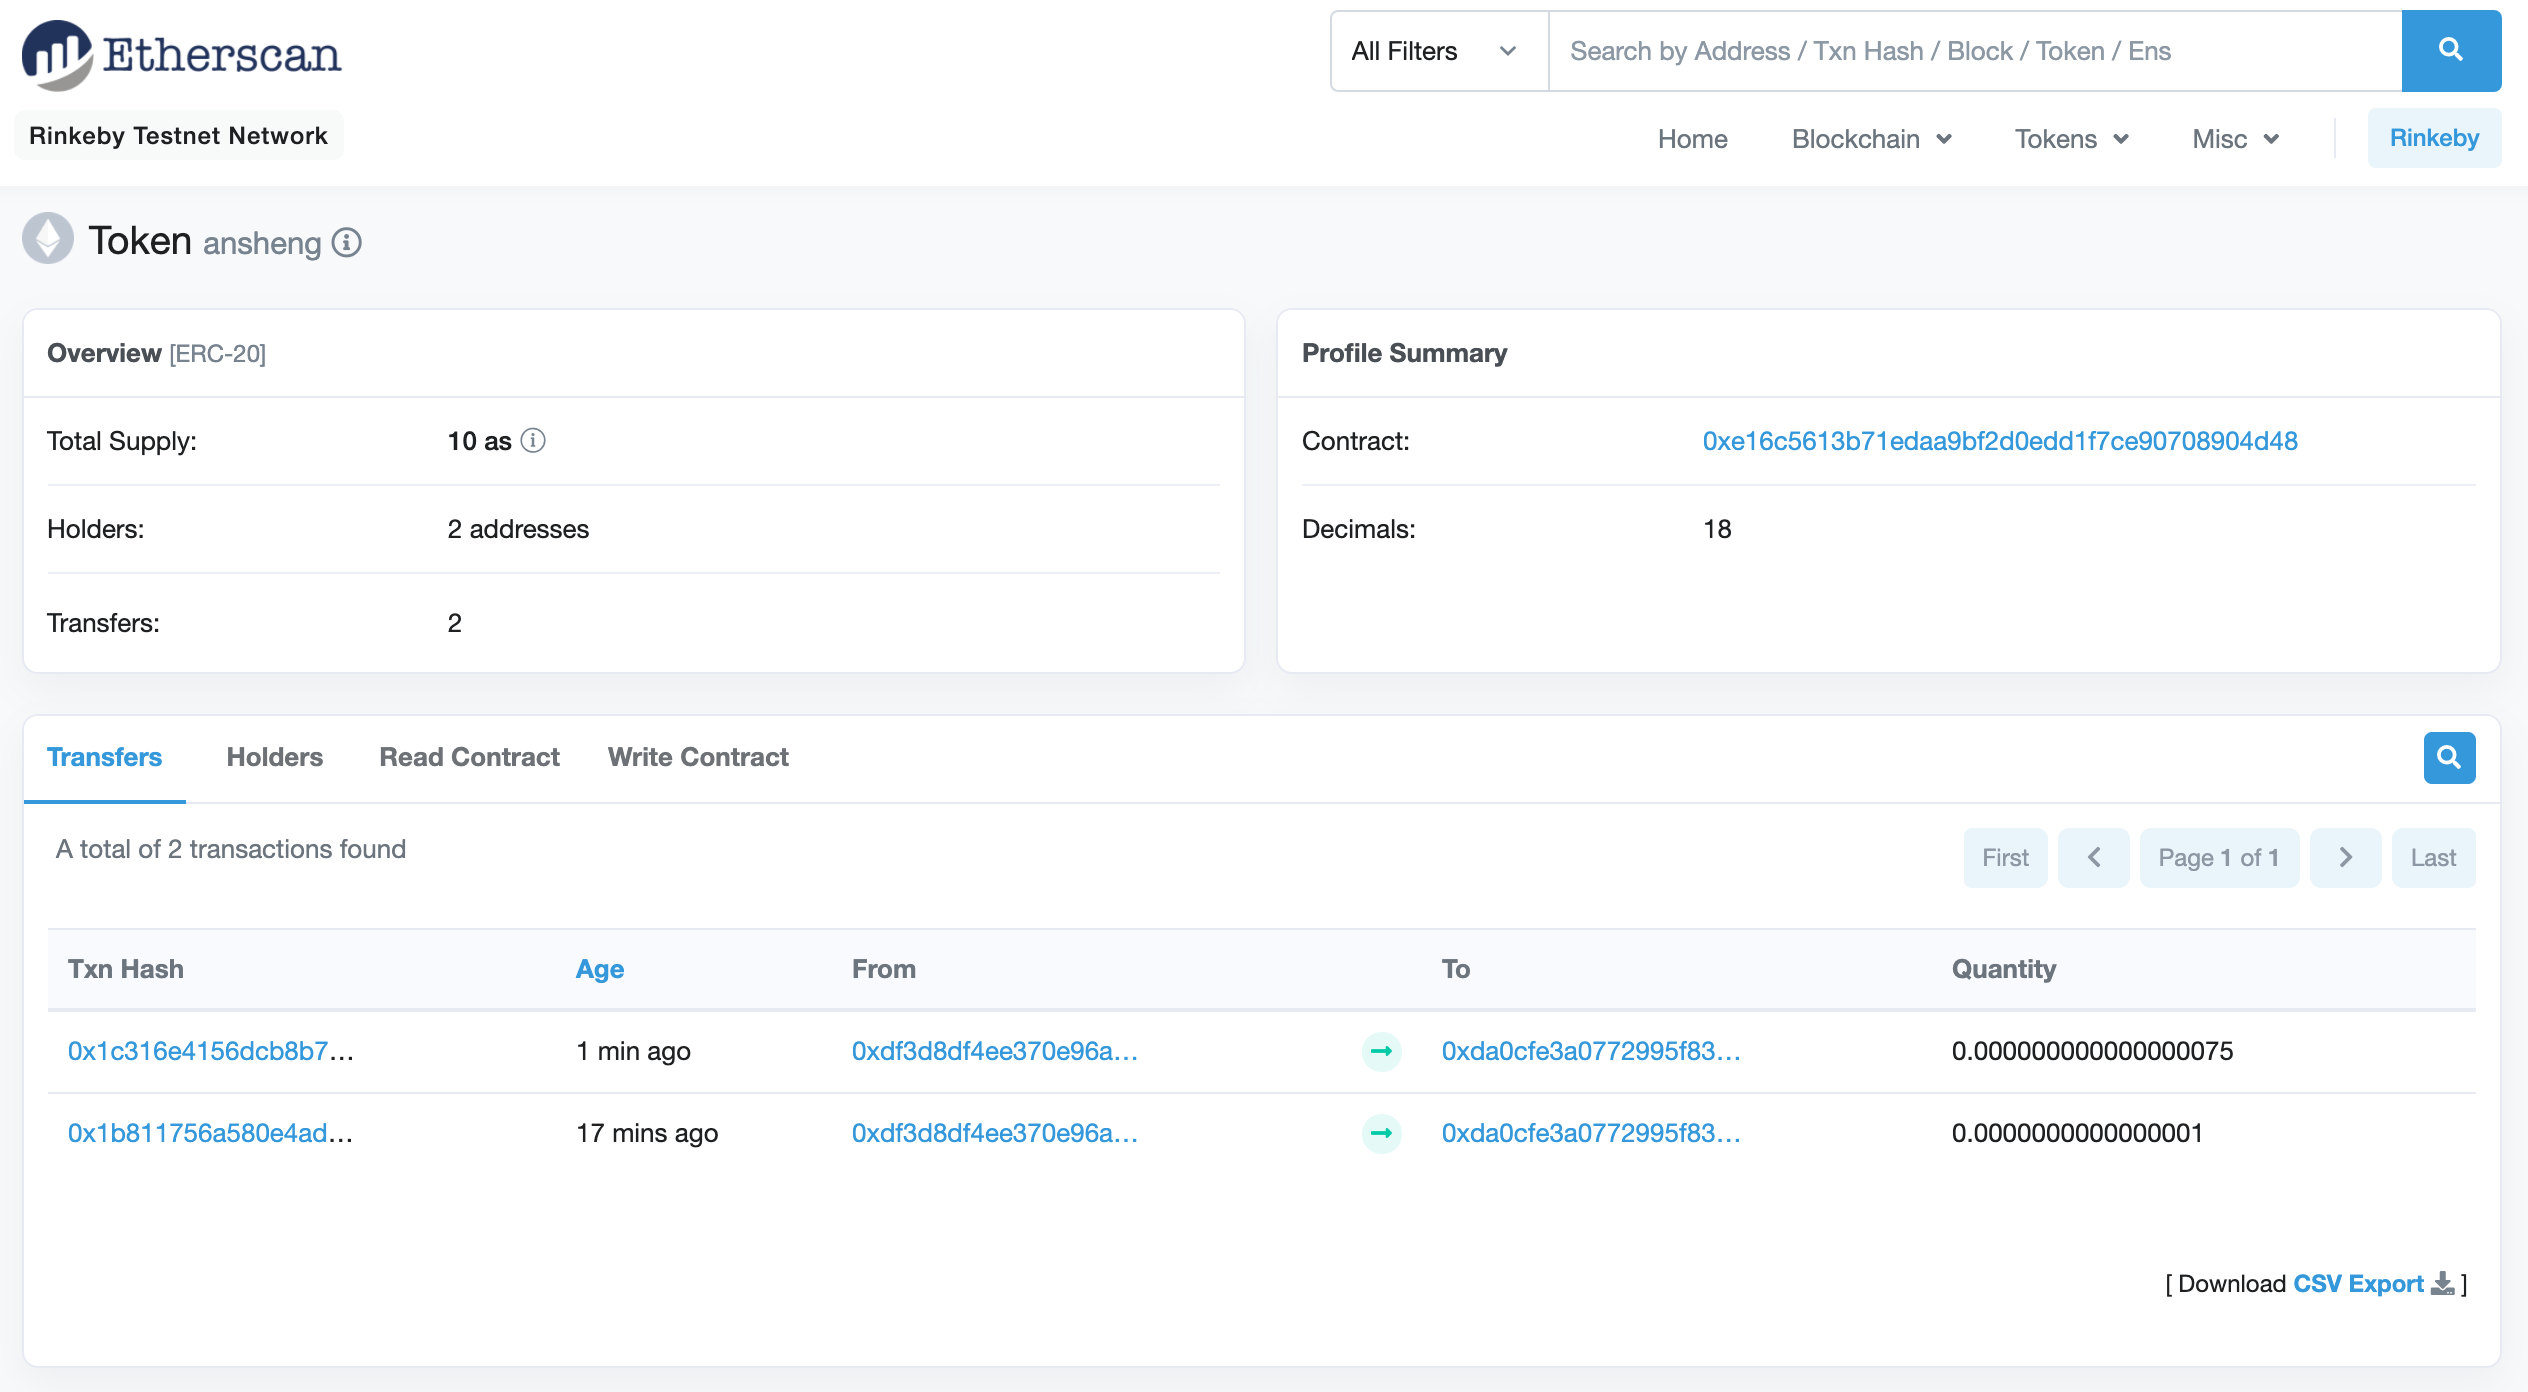 Etherscan
All Filters
Search by Address / Txn Hash / Block / Token / Ens
Rinkeby Testnet Network
Home Blockchain Tokens Misc Rinkeby
Token ansheng
Overview [ERC-20]
Total Supply: 10 as
Holders: 2 addresses
Transfers: 2
Profile Summary
Contract: 0xe16c5613b71edaa9bf2d0edd1f7ce90708904d48
Decimals: 18
Transfers Holders Read Contract Write Contract
A total of 2 transactions found
First Page 1 of 1 Last
Txn Hash Age From To Quantity
0x1c316e4156dcb8b7... 1 min ago 0xdf3d8df4ee370e96a... 0xda0cfe3a0772995f83... 0.000000000000000075
0x1b811756a580e4ad... 17 mins ago 0xdf3d8df4ee370e96a... 0xda0cfe3a0772995f83... 0.0000000000000001
[ Download CSV Export ]